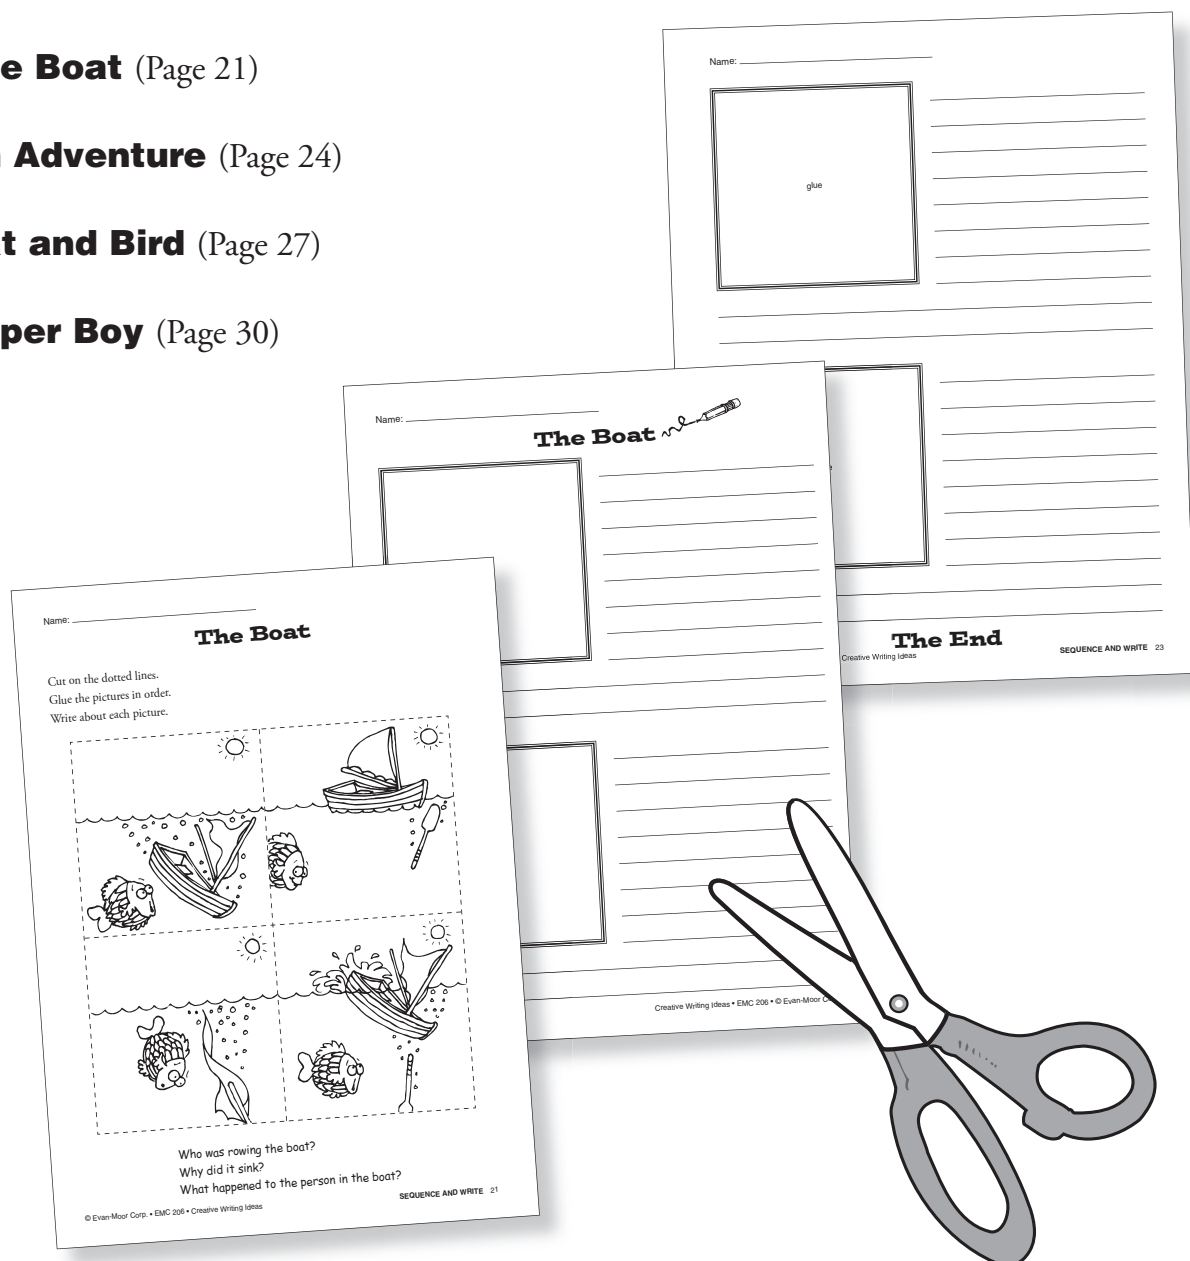 e Boat (Page 21)
Adventure (Page 24)
t and Bird (Page 27)
per Boy (Page 30)
Name:
glue
The End
Creative Writing Ideas
SEQUENCE AND WRITE 23
Name:
The Boat
Creative Writing Ideas • EMC 206 • © Evan-Moor
Name:
The Boat
Cut on the dotted lines.
Glue the pictures in order.
Write about each picture.
Who was rowing the boat?
Why did it sink?
What happened to the person in the boat?
SEQUENCE AND WRITE 21
© Evan-Moor Corp. • EMC 206 • Creative Writing Ideas